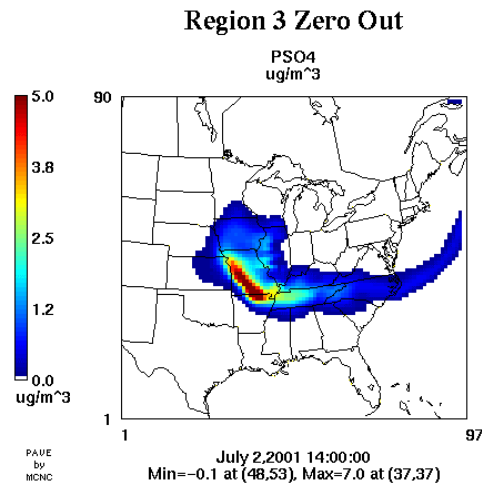 Region 3 Zero Out
PSO4
ug/m^3
5.0
3.8
2.5
1.2
0.0
ug/m^3
90
1
1
97
PAVE
by
MCNC
July 2,2001 14:00:00
Min=-0.1 at (48,53), Max=7.0 at (37,37)